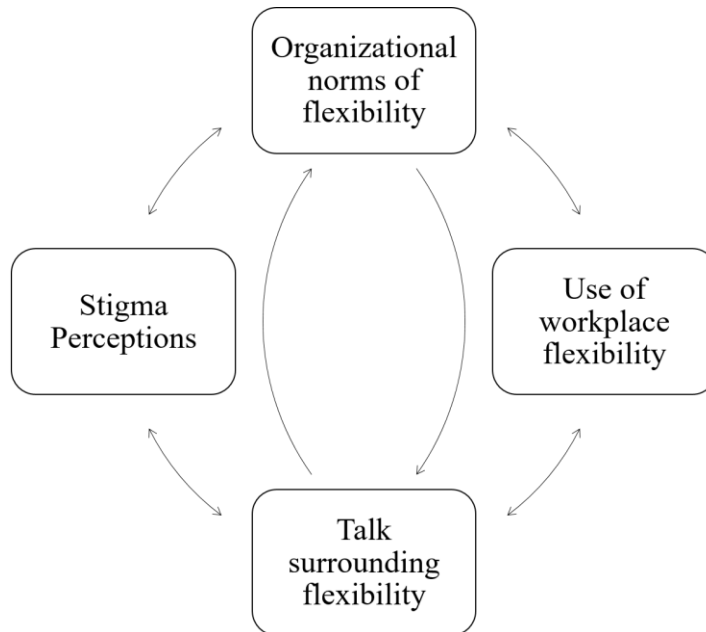 Organizational
norms of
flexibility
Stigma
Perceptions
Use of
workplace
flexibility
Talk
surrounding
flexibility